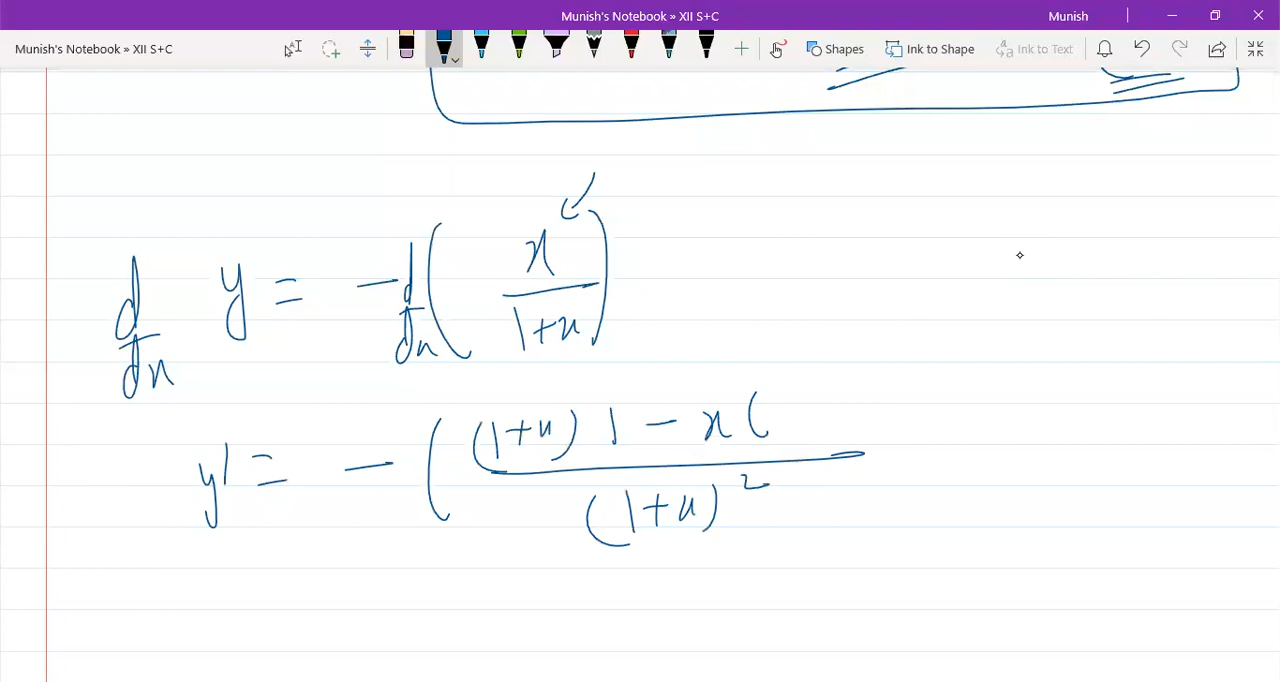 Munish's Notebook » XII S+C
Munish
Munish's Notebook » XII S+C
Shapes
Ink to Shape
Ink to Text
d/dx y = - d/dx ( x / 1+x )
y' = - ( (1+x) 1 - x ( / (1+x)²